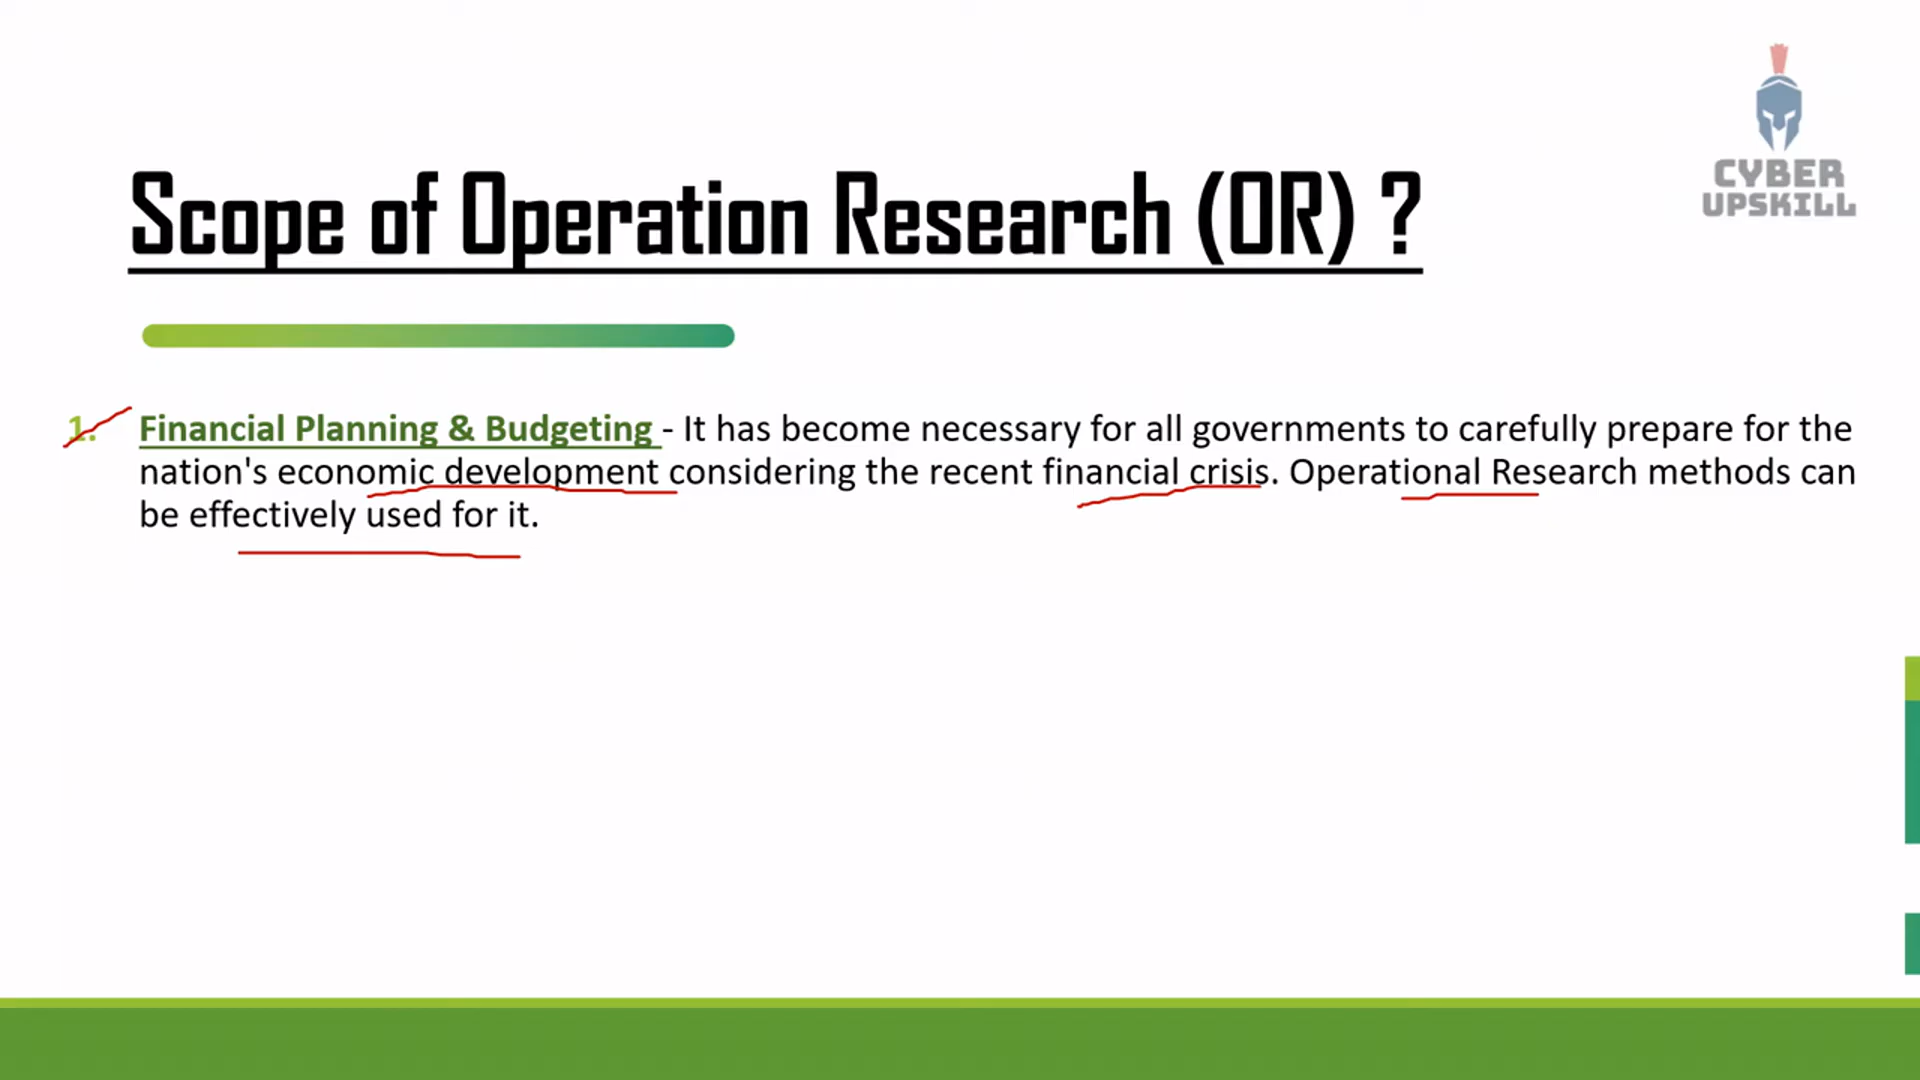 CYBER
UPSKILL
Scope of Operation Research (OR) ?
1. Financial Planning & Budgeting - It has become necessary for all governments to carefully prepare for the
nation's economic development considering the recent financial crisis. Operational Research methods can
be effectively used for it.